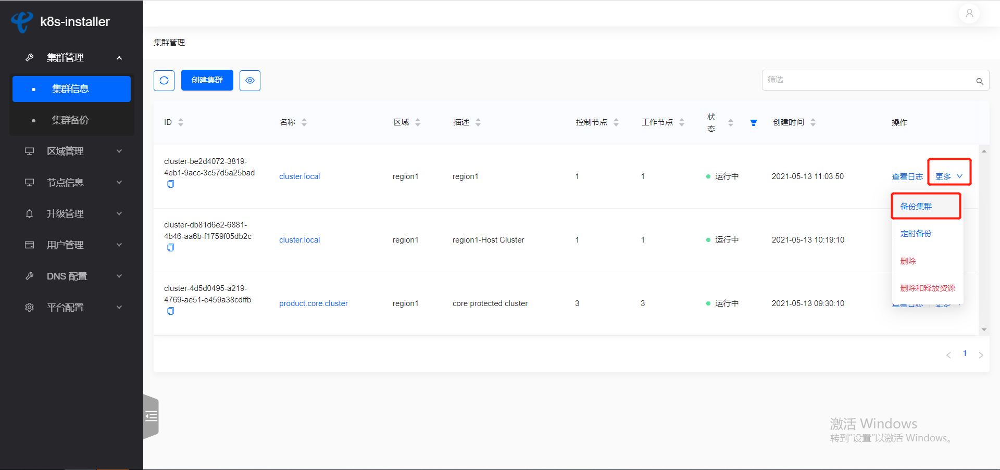 k8s-installer
集群管理
集群信息
集群备份
区域管理
节点信息
升级管理
用户管理
DNS 配置
平台配置
集群管理
创建集群
筛选
ID 名称 区域 描述 控制节点 工作节点 状态 创建时间 操作
cluster-be2d4072-3819-
4eb1-9acc-3c57d5a25bad
cluster.local region1 region1 1 1 运行中 2021-05-13 11:03:50 查看日志 更多
备份集群
定时备份
删除
删除和释放资源
cluster-db81d6e2-6881-
4b46-aa6b-f1759f05db2c
cluster.local region1 region1-Host Cluster 1 1 运行中 2021-05-13 10:19:10
cluster-4d5d0495-a219-
4769-ae51-e459a38cdffb
product.core.cluster region1 core protected cluster 3 3 运行中 2021-05-13 09:30:10 查看日志 更多
< 1 >
激活 Windows
转到“设置”以激活 Windows。